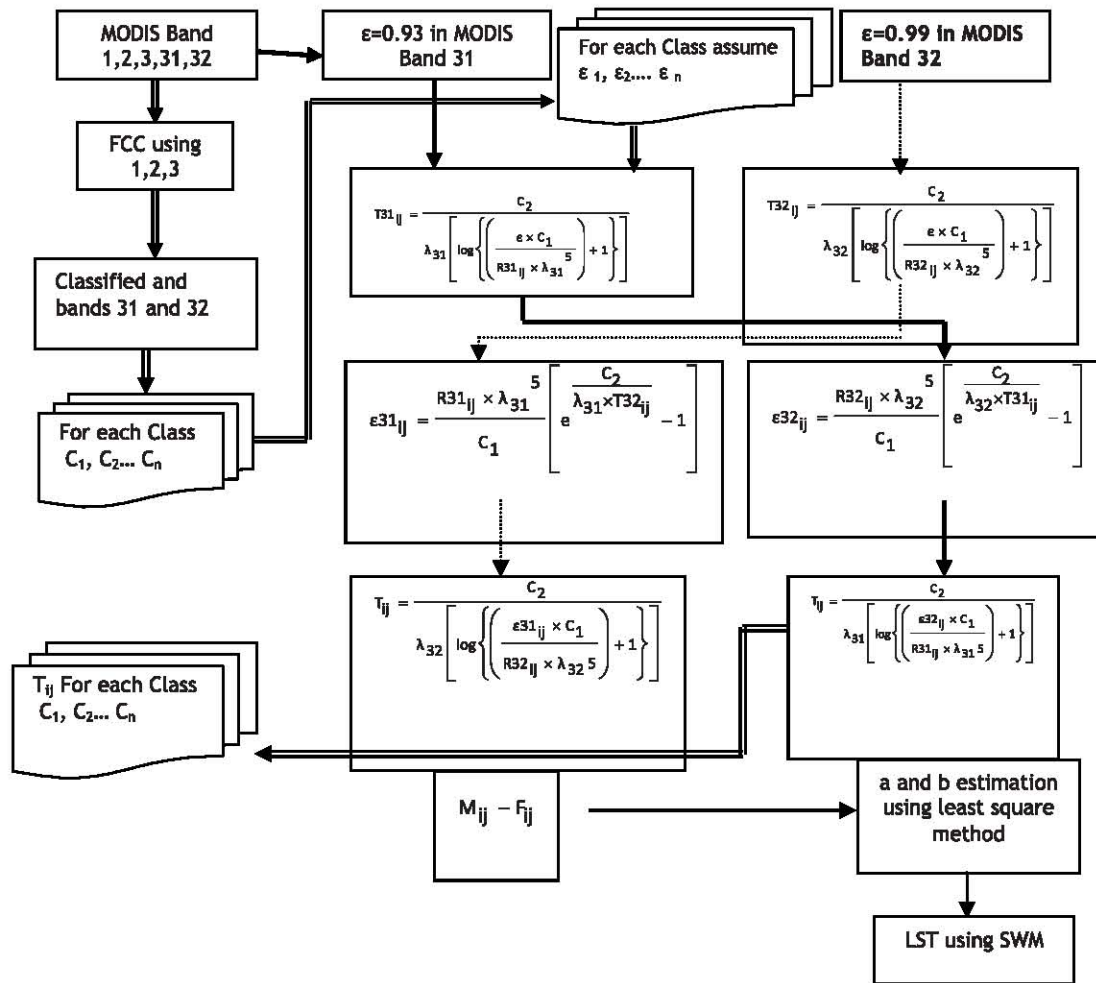 MODIS Band
1,2,3,31,32
ε=0.93 in MODIS
Band 31
For each Class assume
ε 1, ε2.... ε n
ε=0.99 in MODIS
Band 32
FCC using
1,2,3
T31ij = C2 / λ31 [ log { ( ε × C1 / R31ij × λ31^5 ) + 1 } ]
T32ij = C2 / λ32 [ log { ( ε × C1 / R32ij × λ32^5 ) + 1 } ]
Classified and
bands 31 and 32
For each Class
C1, C2... Cn
ε31ij = R31ij × λ31^5 / C1 [ e^(C2 / λ31×T32ij) − 1 ]
ε32ij = R32ij × λ32^5 / C1 [ e^(C2 / λ32×T31ij) − 1 ]
Tij = C2 / λ32 [ log { ( ε31ij × C1 / R32ij × λ32 5 ) + 1 } ]
Tij = C2 / λ31 [ log { ( ε32ij × C1 / R31ij × λ31 5 ) + 1 } ]
Tij For each Class
C1, C2... Cn
Mij − Fij
a and b estimation
using least square
method
LST using SWM